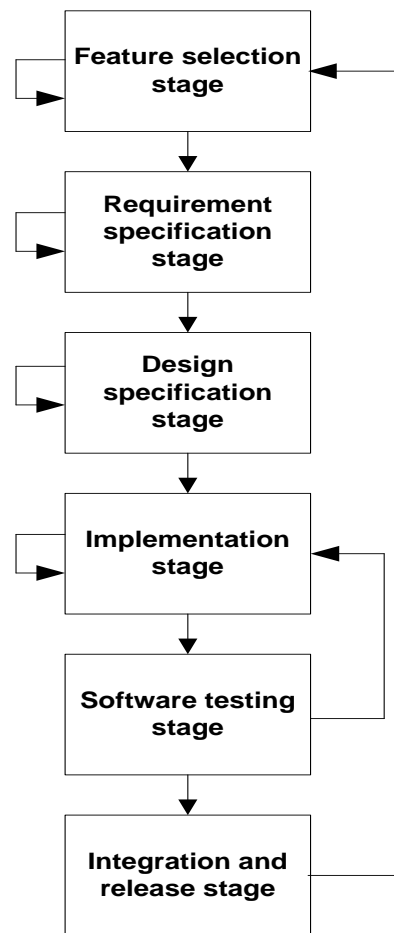 Feature selection
stage
Requirement
specification
stage
Design
specification
stage
Implementation
stage
Software testing
stage
Integration and
release stage